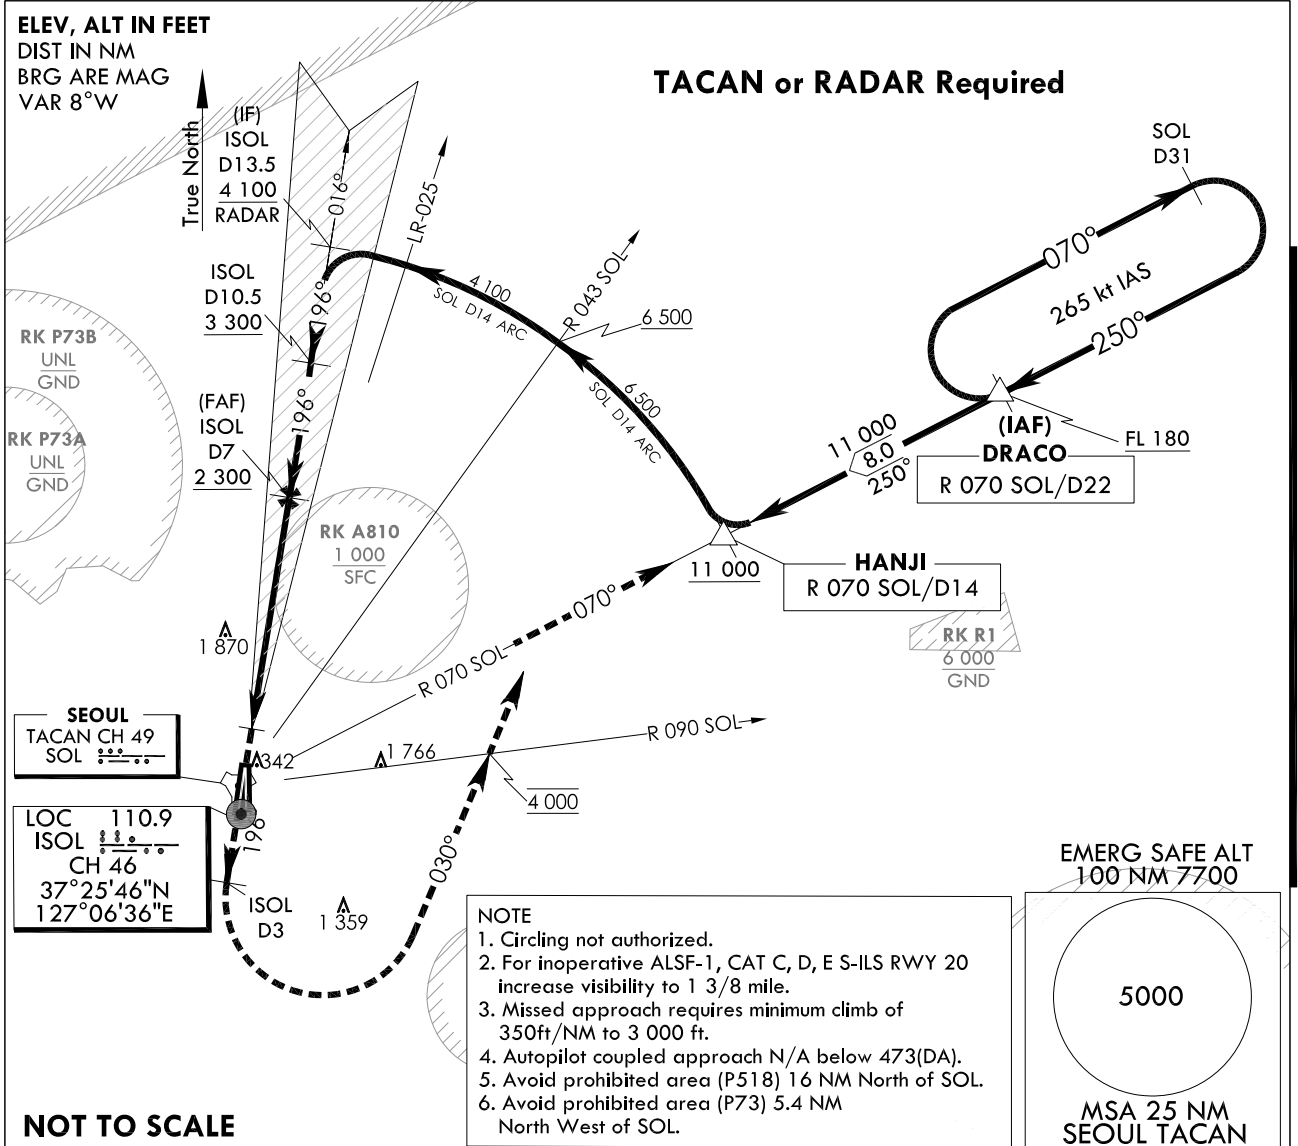 ELEV, ALT IN FEET
DIST IN NM
BRG ARE MAG
VAR 8°W
True North
TACAN or RADAR Required
(IF)
ISOL
D13.5
4 100
RADAR
016°
LR-025
ISOL
D10.5
3 300
196°
RK P73B
UNL
GND
RK P73A
UNL
GND
(FAF)
ISOL
D7
2 300
196°
4 100
SOL D14 ARC
R 043 SOL
6 500
6 500
SOL D14 ARC
SOL
D31
070°
265 kt IAS
250°
(IAF)
DRACO
R 070 SOL/D22
FL 180
11 000
8.0
250°
11 000
HANJI
R 070 SOL/D14
RK A810
1 000
SFC
RK R1
6 000
GND
070°
R 070 SOL
1 870
SEOUL
TACAN CH 49
SOL
342
1 766
R 090 SOL
4 000
LOC 110.9
ISOL
CH 46
37°25'46"N
127°06'36"E
196
ISOL
D3
1 359
030°
NOTE
1. Circling not authorized.
2. For inoperative ALSF-1, CAT C, D, E S-ILS RWY 20
increase visibility to 1 3/8 mile.
3. Missed approach requires minimum climb of
350ft/NM to 3 000 ft.
4. Autopilot coupled approach N/A below 473(DA).
5. Avoid prohibited area (P518) 16 NM North of SOL.
6. Avoid prohibited area (P73) 5.4 NM
North West of SOL.
EMERG SAFE ALT
100 NM 7700
5000
MSA 25 NM
SEOUL TACAN
NOT TO SCALE